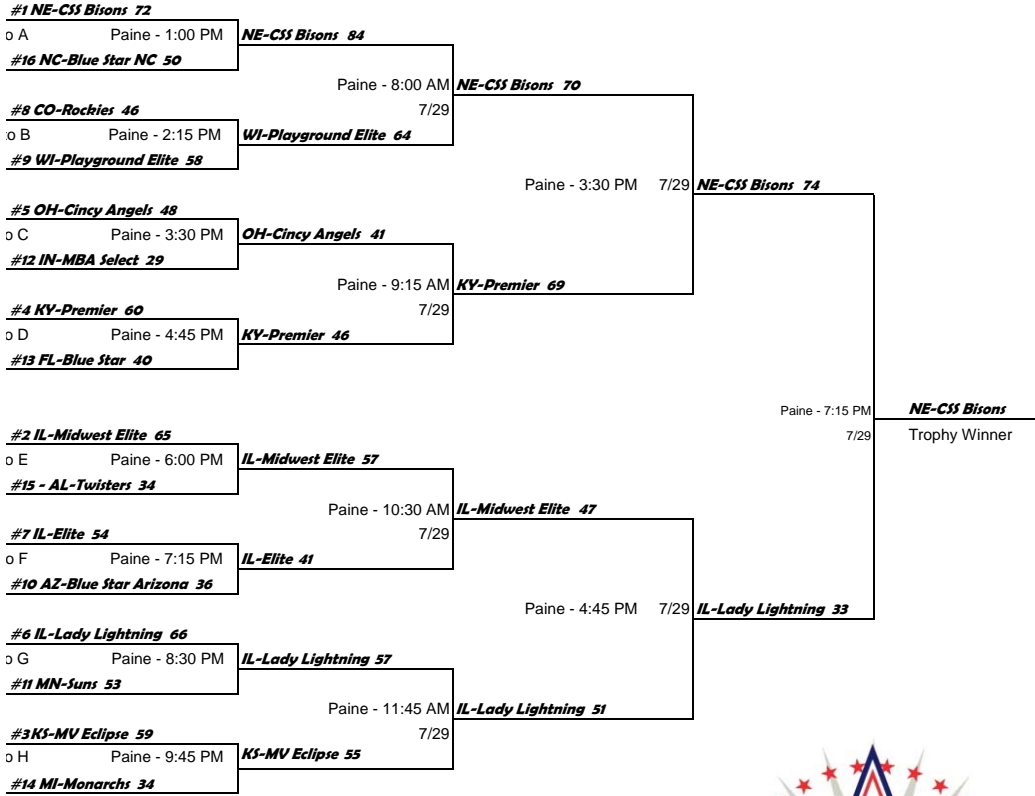 #1 NE-CSS Bisons 72
o A Paine - 1:00 PM NE-CSS Bisons 84
#16 NC-Blue Star NC 50
Paine - 8:00 AM NE-CSS Bisons 70
#8 CO-Rockies 46 7/29
o B Paine - 2:15 PM WI-Playground Elite 64
#9 WI-Playground Elite 58
Paine - 3:30 PM 7/29 NE-CSS Bisons 74
#5 OH-Cincy Angels 48
o C Paine - 3:30 PM OH-Cincy Angels 41
#12 IN-MBA Select 29
Paine - 9:15 AM KY-Premier 69
#4 KY-Premier 60 7/29
o D Paine - 4:45 PM KY-Premier 46
#13 FL-Blue Star 40
Paine - 7:15 PM NE-CSS Bisons
#2 IL-Midwest Elite 65 7/29 Trophy Winner
o E Paine - 6:00 PM IL-Midwest Elite 57
#15 - AL-Twisters 34
Paine - 10:30 AM IL-Midwest Elite 47
#7 IL-Elite 54 7/29
o F Paine - 7:15 PM IL-Elite 41
#10 AZ-Blue Star Arizona 36
Paine - 4:45 PM 7/29 IL-Lady Lightning 33
#6 IL-Lady Lightning 66
o G Paine - 8:30 PM IL-Lady Lightning 57
#11 MN-Suns 53
Paine - 11:45 AM IL-Lady Lightning 51
#3KS-MV Eclipse 59 7/29
o H Paine - 9:45 PM KS-MV Eclipse 55
#14 MI-Monarchs 34